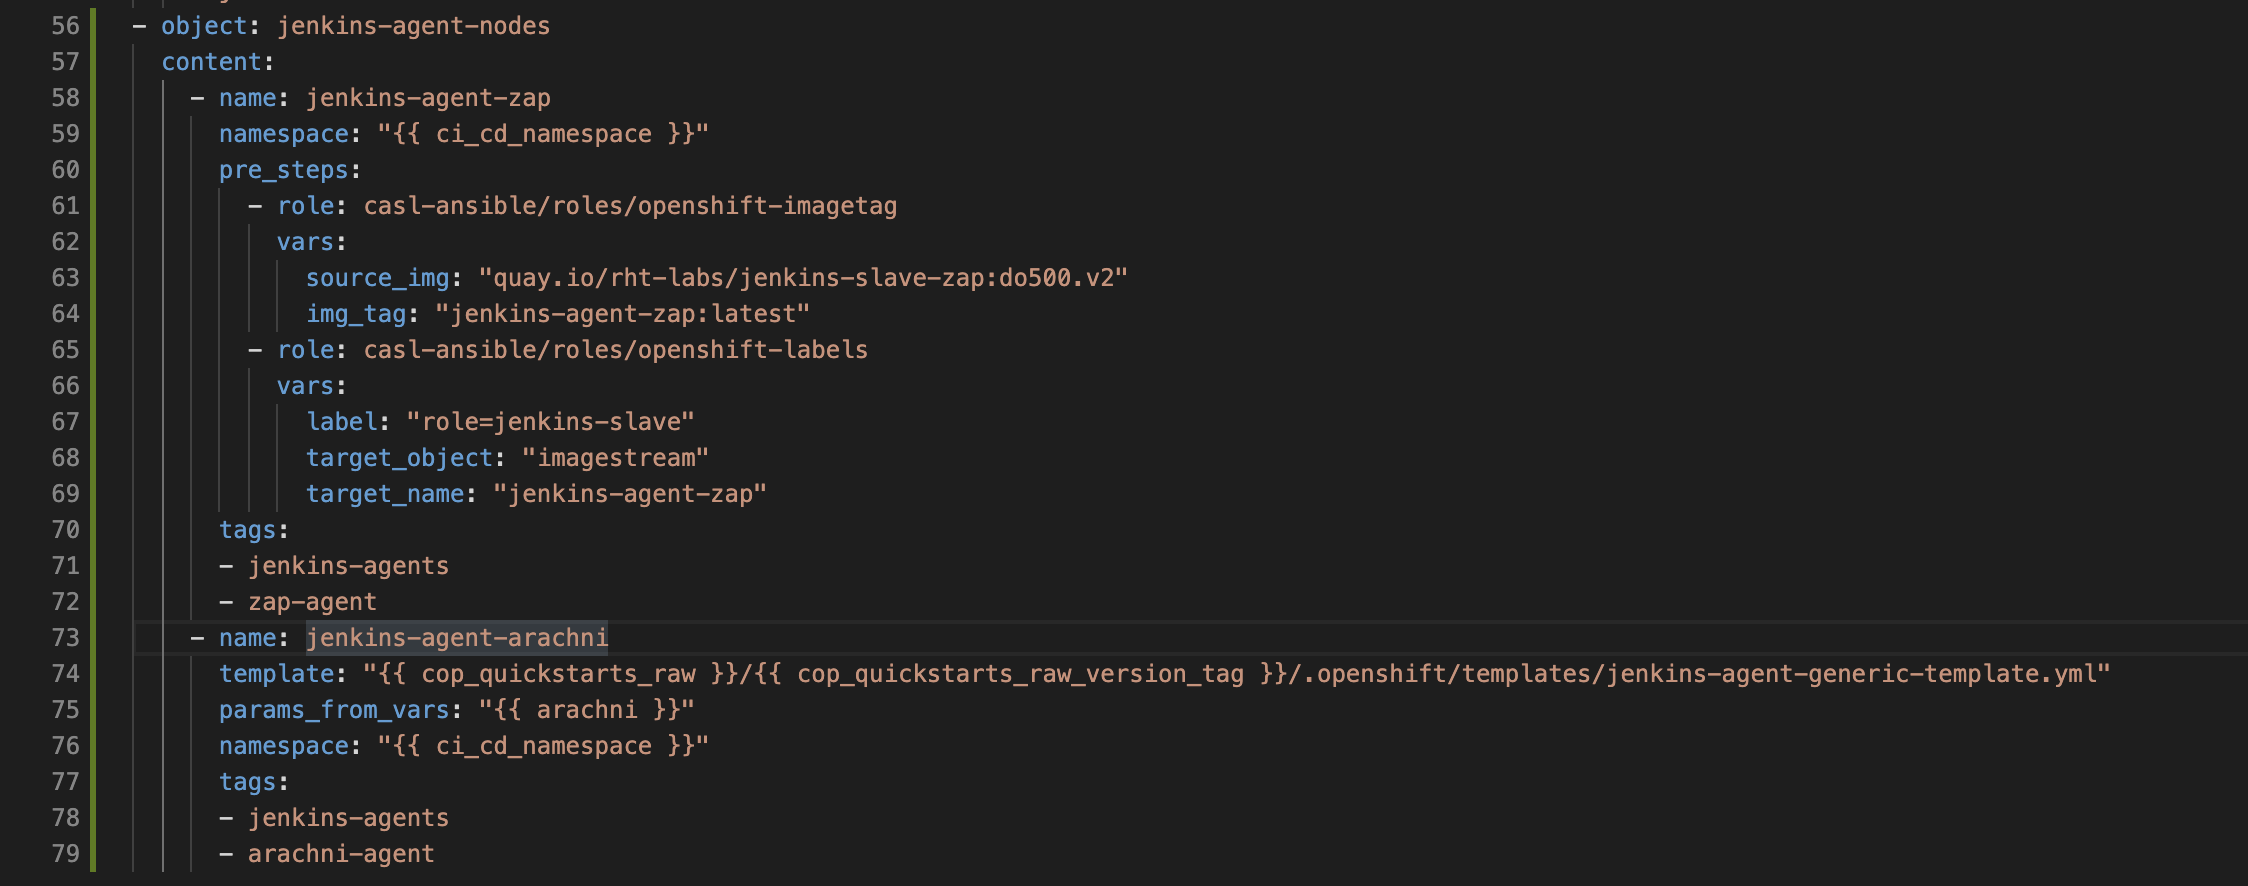 56 - object: jenkins-agent-nodes
57 content:
58 - name: jenkins-agent-zap
59 namespace: "{{ ci_cd_namespace }}"
60 pre_steps:
61 - role: casl-ansible/roles/openshift-imagetag
62 vars:
63 source_img: "quay.io/rht-labs/jenkins-slave-zap:do500.v2"
64 img_tag: "jenkins-agent-zap:latest"
65 - role: casl-ansible/roles/openshift-labels
66 vars:
67 label: "role=jenkins-slave"
68 target_object: "imagestream"
69 target_name: "jenkins-agent-zap"
70 tags:
71 - jenkins-agents
72 - zap-agent
73 - name: jenkins-agent-arachni
74 template: "{{ cop_quickstarts_raw }}/{{ cop_quickstarts_raw_version_tag }}/.openshift/templates/jenkins-agent-generic-template.yml"
75 params_from_vars: "{{ arachni }}"
76 namespace: "{{ ci_cd_namespace }}"
77 tags:
78 - jenkins-agents
79 - arachni-agent